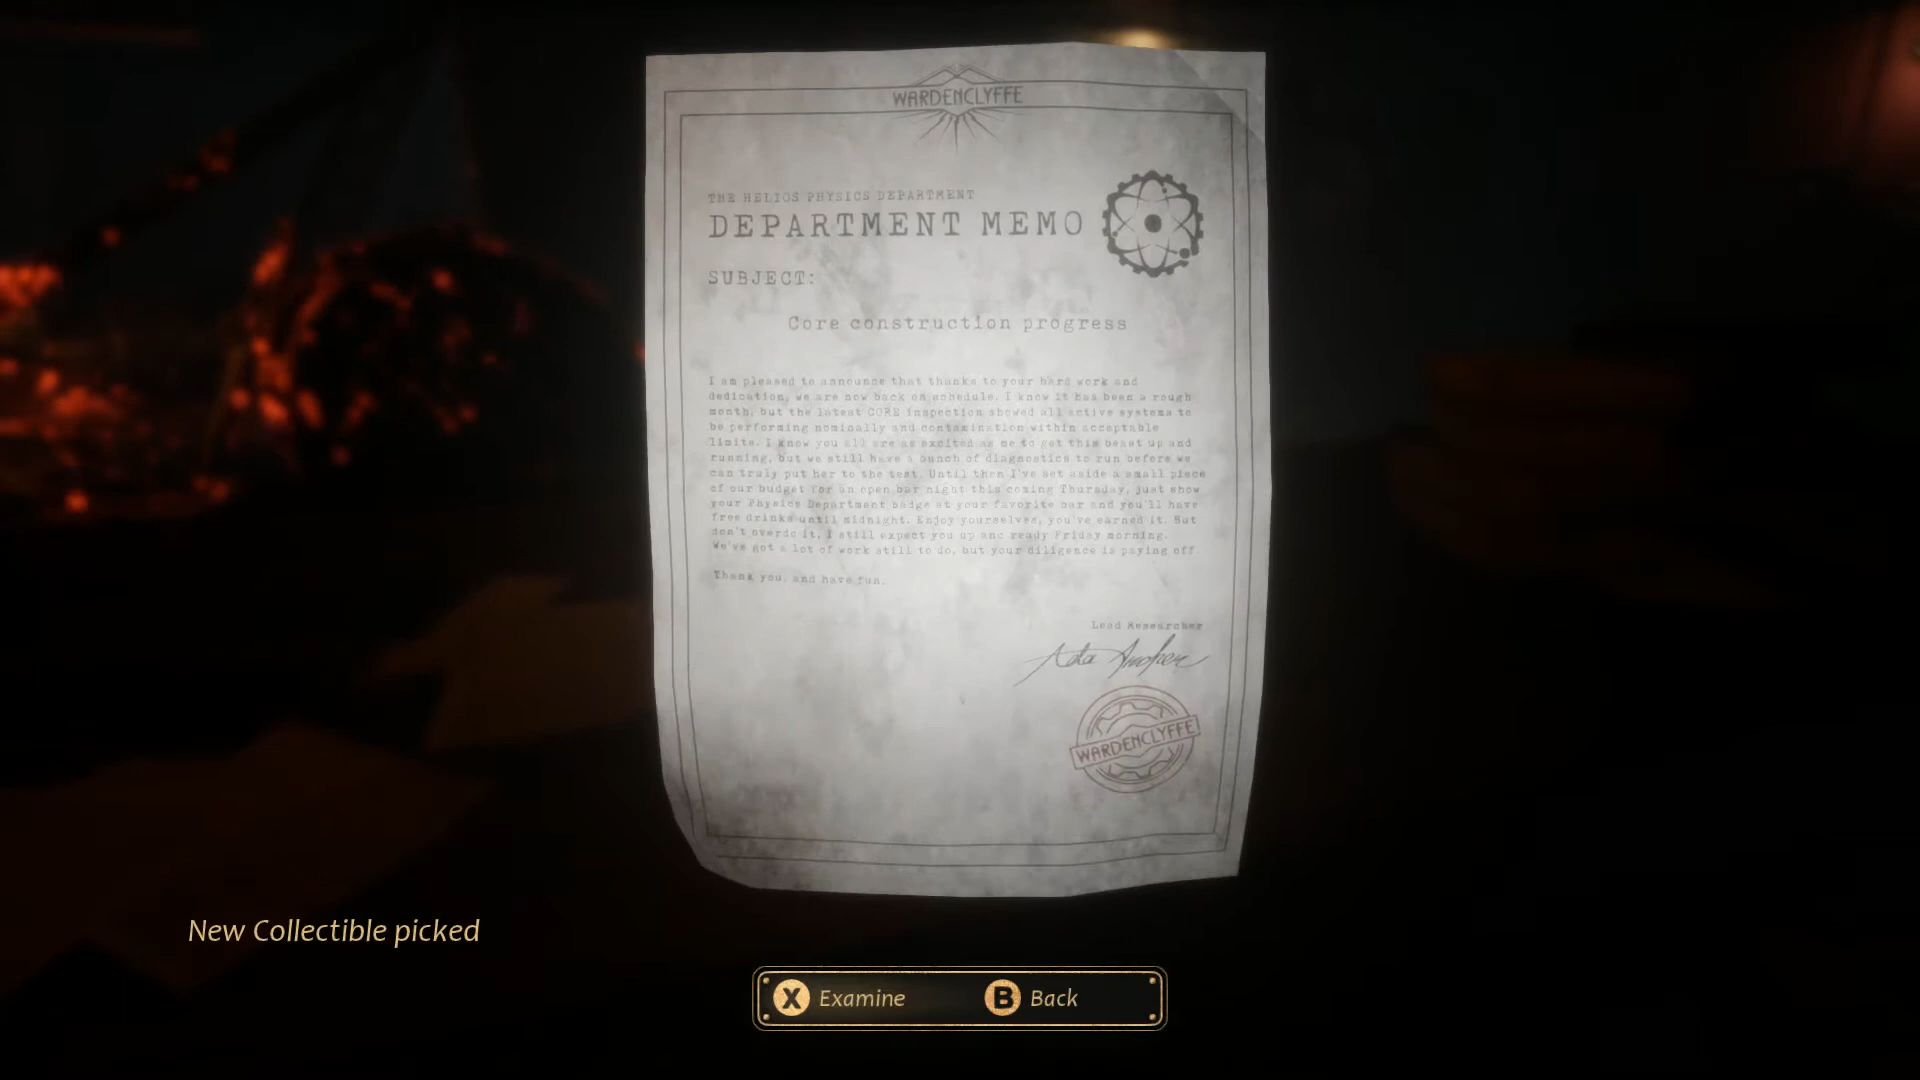 WARDENCLYFFE
THE HELIOS PHYSICS DEPARTMENT
DEPARTMENT MEMO
SUBJECT:
Core construction progress
I am pleased to announce that thanks to your hard work and
dedication, we are now back on schedule. I know it has been a rough
month, but the latest CORE inspection showed all active systems to
be performing nominally and contamination within acceptable
limits. I know you all are as excited as me to get this beast up and
running, but we still have a bunch of diagnostics to run before we
can truly put her to the test. Until then I've set aside a small piece
of our budget for an open bar night this coming Thursday, just show
your Physics Department badge at your favorite bar and you'll have
free drinks until midnight. Enjoy yourselves, you've earned it. But
don't overdo it, I still expect you up and ready Friday morning.
We've got a lot of work still to do, but your diligence is paying off.
Thank you, and have fun.
Lead Researcher
Ada
WARDENCLYFFE
New Collectible picked
X Examine B Back